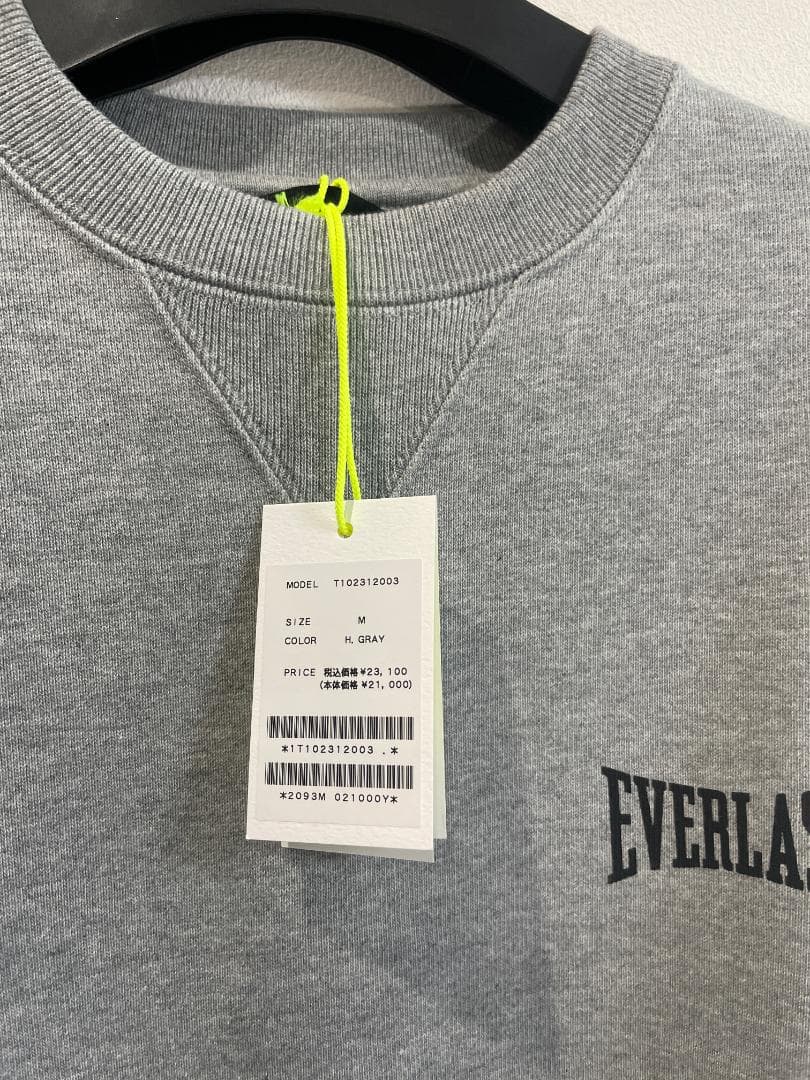 MODEL T102312003
SIZE M
COLOR H. GRAY
PRICE 税込価格 ¥23, 100
(本体価格 ¥21, 000)
*1T102312003 .*
*2093M 021000Y*
EVERLAS